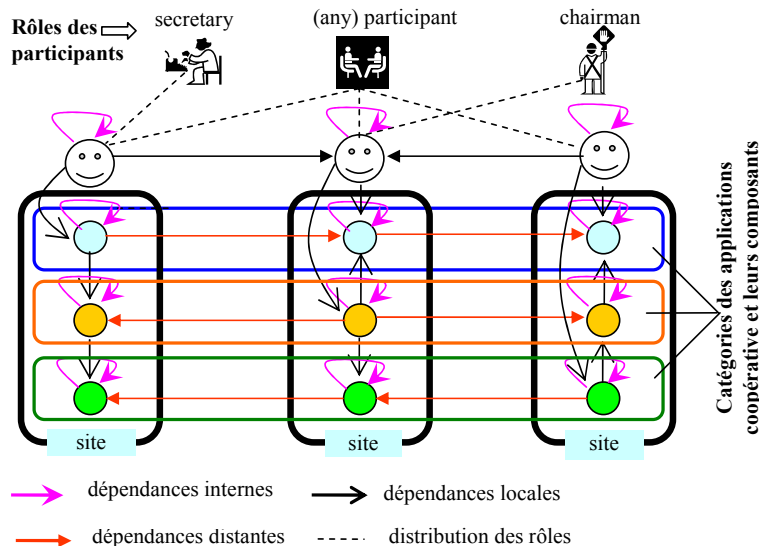 Rôles des
participants
secretary
(any) participant
chairman
Catégories des applications
coopérative et leurs composants
site
site
site
dépendances internes
dépendances locales
dépendances distantes
distribution des rôles